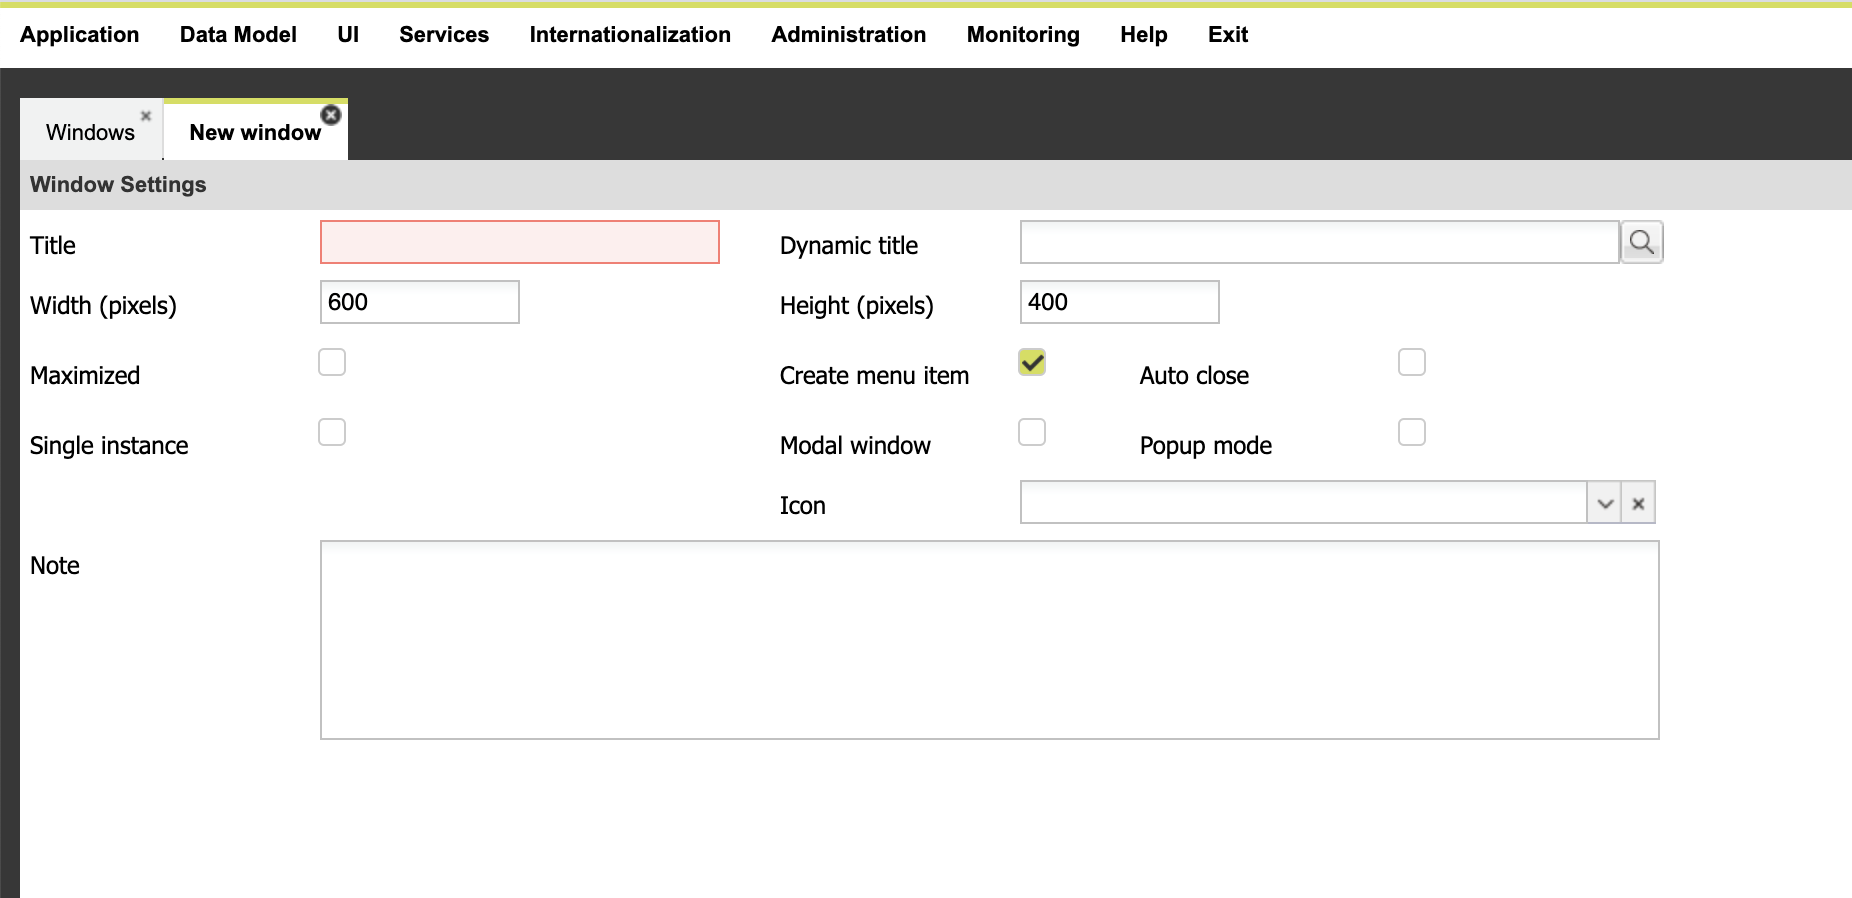 Application Data Model UI Services Internationalization Administration Monitoring Help Exit
Windows New window
Window Settings
Title Dynamic title
Width (pixels) 600 Height (pixels) 400
Maximized Create menu item Auto close
Single instance Modal window Popup mode
Icon
Note